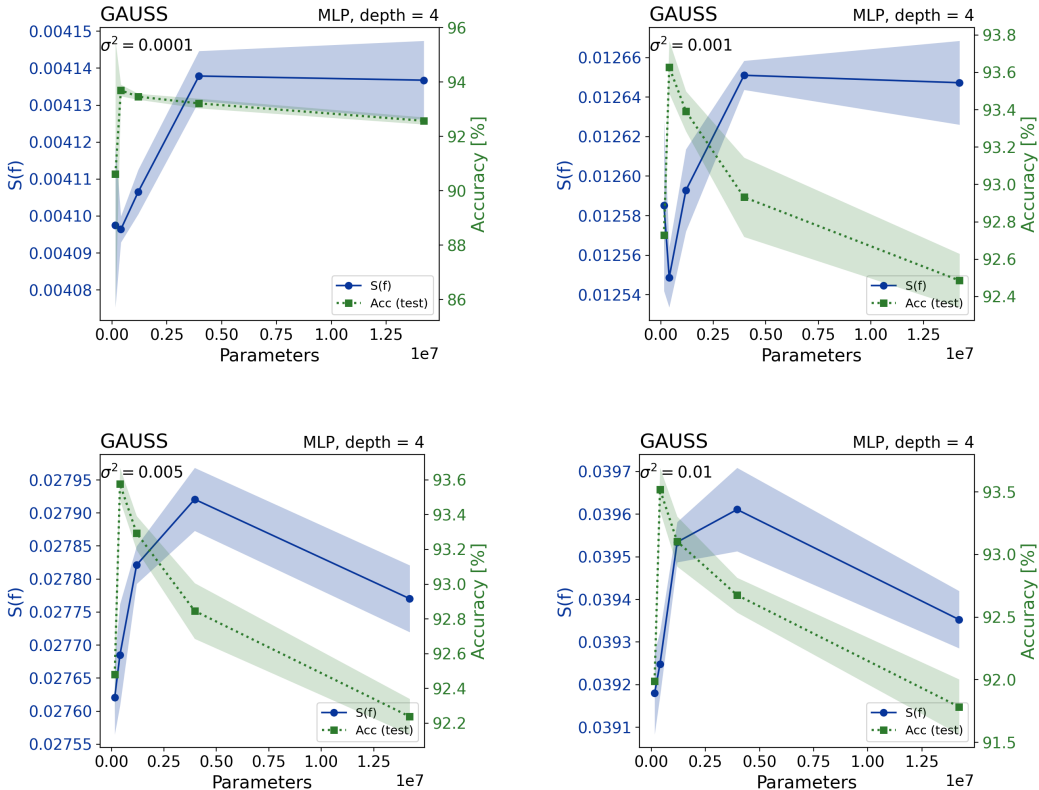 GAUSS
MLP, depth = 4
σ² = 0.0001
0.00415
0.00414
0.00413
0.00412
0.00411
0.00410
0.00409
0.00408
S(f)
96
94
92
90
88
86
Accuracy [%]
S(f)
Acc (test)
0.00 0.25 0.50 0.75 1.00 1.25
Parameters
1e7
GAUSS
MLP, depth = 4
σ² = 0.001
0.01266
0.01264
0.01262
0.01260
0.01258
0.01256
0.01254
S(f)
93.8
93.6
93.4
93.2
93.0
92.8
92.6
92.4
Accuracy [%]
S(f)
Acc (test)
0.00 0.25 0.50 0.75 1.00 1.25
Parameters
1e7
GAUSS
MLP, depth = 4
σ² = 0.005
0.02795
0.02790
0.02785
0.02780
0.02775
0.02770
0.02765
0.02760
0.02755
S(f)
93.6
93.4
93.2
93.0
92.8
92.6
92.4
92.2
Accuracy [%]
S(f)
Acc (test)
0.00 0.25 0.50 0.75 1.00 1.25
Parameters
1e7
GAUSS
MLP, depth = 4
σ² = 0.01
0.0397
0.0396
0.0395
0.0394
0.0393
0.0392
0.0391
S(f)
93.5
93.0
92.5
92.0
91.5
Accuracy [%]
S(f)
Acc (test)
0.00 0.25 0.50 0.75 1.00 1.25
Parameters
1e7